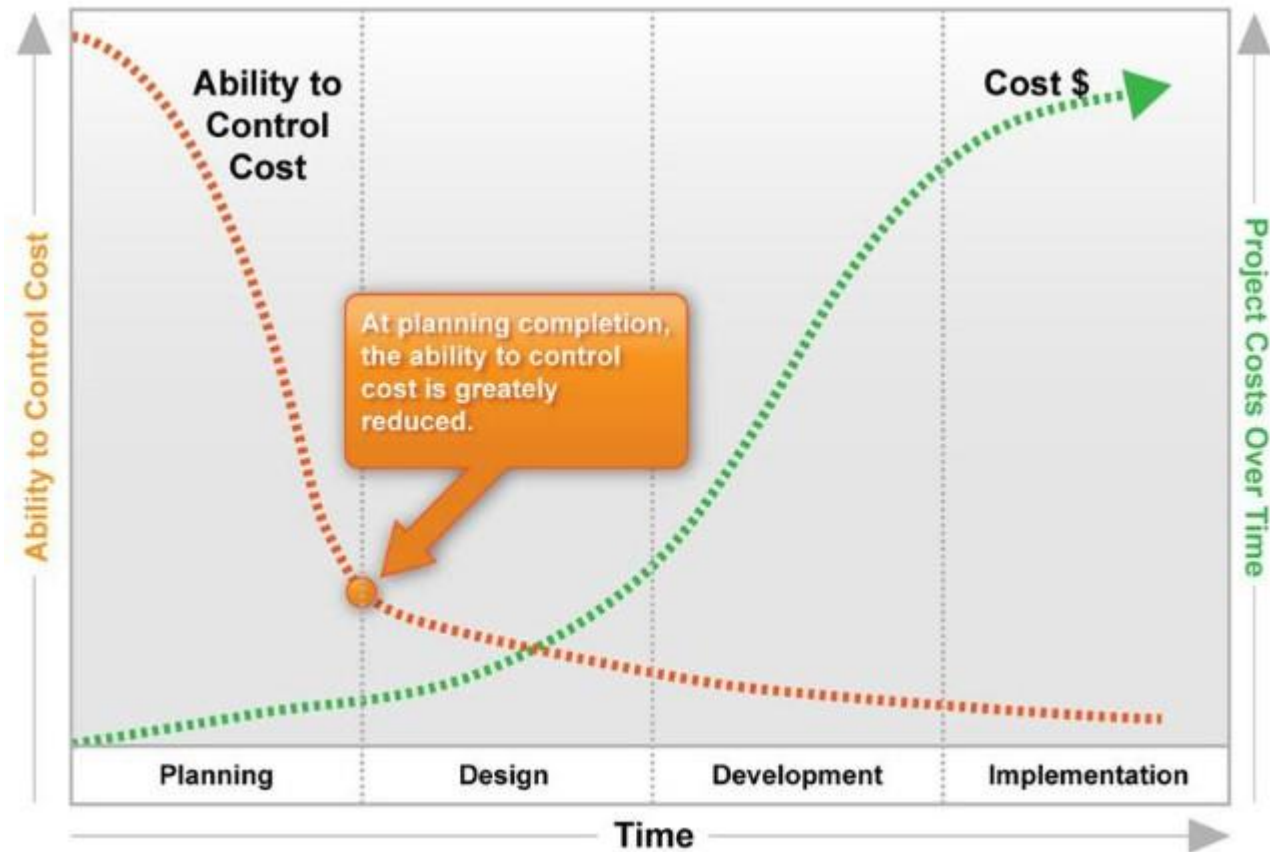 Ability to
Control
Cost
Cost $
Ability to Control Cost
At planning completion,
the ability to control
cost is greately
reduced.
Project Costs Over Time
Planning
Design
Development
Implementation
Time